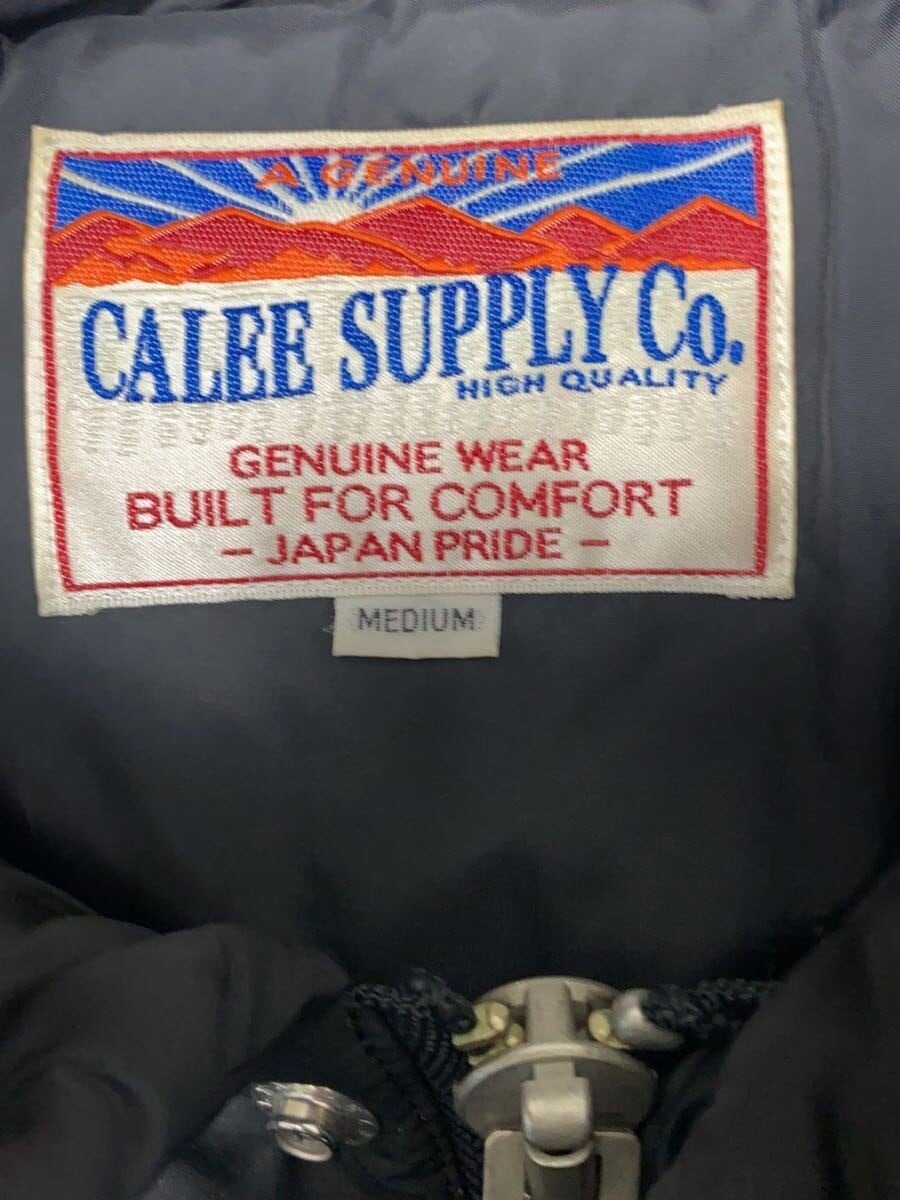 A GENUINE
CALEE SUPPLY Co.
HIGH QUALITY
GENUINE WEAR
BUILT FOR COMFORT
- JAPAN PRIDE -
MEDIUM